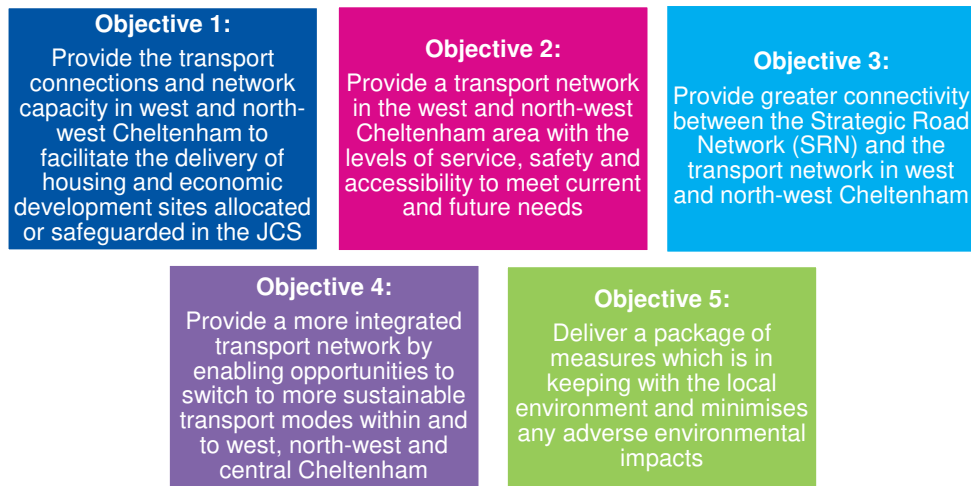 Objective 1:
Provide the transport
connections and network
capacity in west and north-
west Cheltenham to
facilitate the delivery of
housing and economic
development sites allocated
or safeguarded in the JCS
Objective 2:
Provide a transport network
in the west and north-west
Cheltenham area with the
levels of service, safety and
accessibility to meet current
and future needs
Objective 3:
Provide greater connectivity
between the Strategic Road
Network (SRN) and the
transport network in west
and north-west Cheltenham
Objective 4:
Provide a more integrated
transport network by
enabling opportunities to
switch to more sustainable
transport modes within and
to west, north-west and
central Cheltenham
Objective 5:
Deliver a package of
measures which is in
keeping with the local
environment and minimises
any adverse environmental
impacts